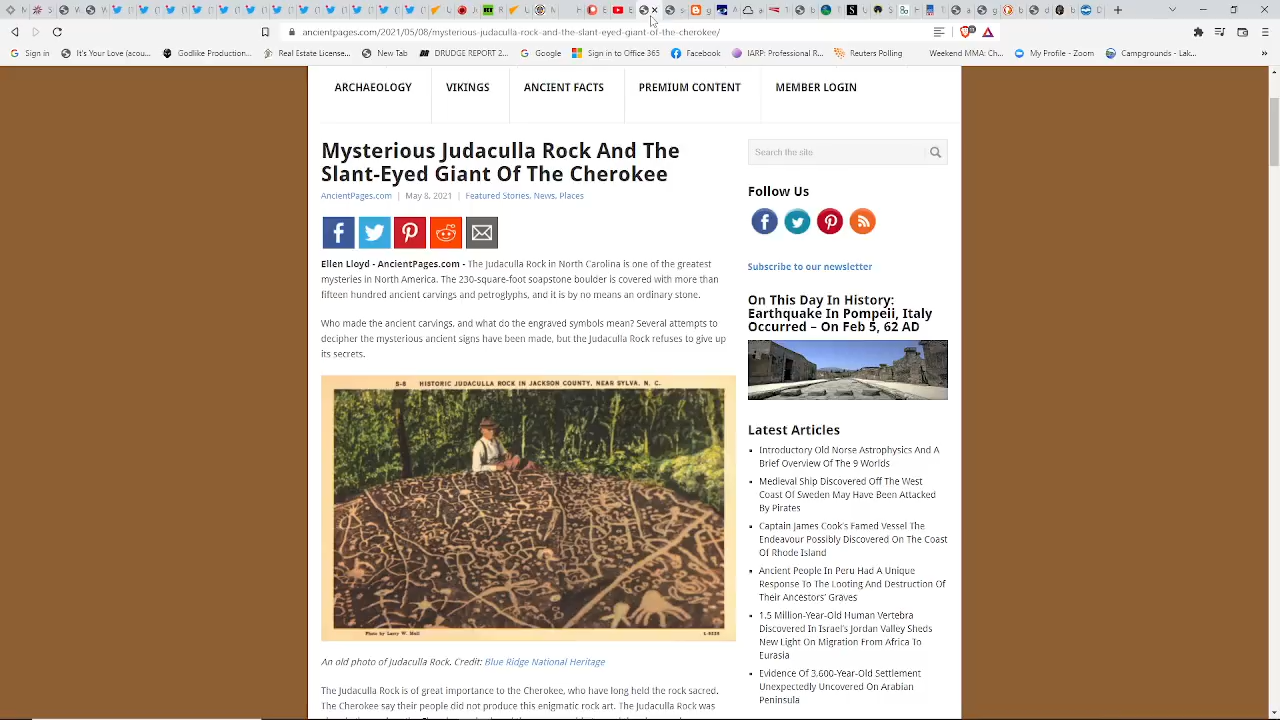 ancientpages.com/2021/05/08/mysterious-judaculla-rock-and-the-slant-eyed-giant-of-the-cherokee/
Sign in
It's Your Love (acou...
Godlike Producton...
Real Estate License...
New Tab
DRUDGE REPORT 2...
Google
Sign in to Office 365
Facebook
IARP: Professional R...
Reuters Polling
Weekend MMA: Ch...
My Profile - Zoom
Campgrounds - Lak...
ARCHAEOLOGY
VIKINGS
ANCIENT FACTS
PREMIUM CONTENT
MEMBER LOGIN
Mysterious Judaculla Rock And The
Slant-Eyed Giant Of The Cherokee
AncientPages.com | May 8, 2021 | Featured Stories, News, Places
Ellen Lloyd - AncientPages.com - The Judaculla Rock in North Carolina is one of the greatest
mysteries in North America. The 230-square-foot soapstone boulder is covered with more than
fifteen hundred ancient carvings and petroglyphs, and it is by no means an ordinary stone.
Who made the ancient carvings, and what do the engraved symbols mean? Several attempts to
decipher the mysterious ancient signs have been made, but the Judaculla Rock refuses to give up
its secrets.
S-8 HISTORIC JUDACULLA ROCK IN JACKSON COUNTY, NEAR SYLVA, N. C.
An old photo of Judaculla Rock. Credit: Blue Ridge National Heritage
The Judaculla Rock is of great importance to the Cherokee, who have long held the rock sacred.
The Cherokee say their people did not produce this enigmatic rock art. The Judaculla Rock was
Search the site
Follow Us
Subscribe to our newsletter
On This Day In History:
Earthquake In Pompeii, Italy
Occurred – On Feb 5, 62 AD
Latest Articles
Introductory Old Norse Astrophysics And A
Brief Overview Of The 9 Worlds
Medieval Ship Discovered Off The West
Coast Of Sweden May Have Been Attacked
By Pirates
Captain James Cook's Famed Vessel The
Endeavour Possibly Discovered On The Coast
Of Rhode Island
Ancient People In Peru Had A Unique
Response To The Looting And Destruction Of
Their Ancestors' Graves
1.5 Million-Year-Old Human Vertebra
Discovered In Israel's Jordan Valley Sheds
New Light On Migration From Africa To
Eurasia
Evidence Of 3,600-Year-Old Settlement
Unexpectedly Uncovered On Arabian
Peninsula